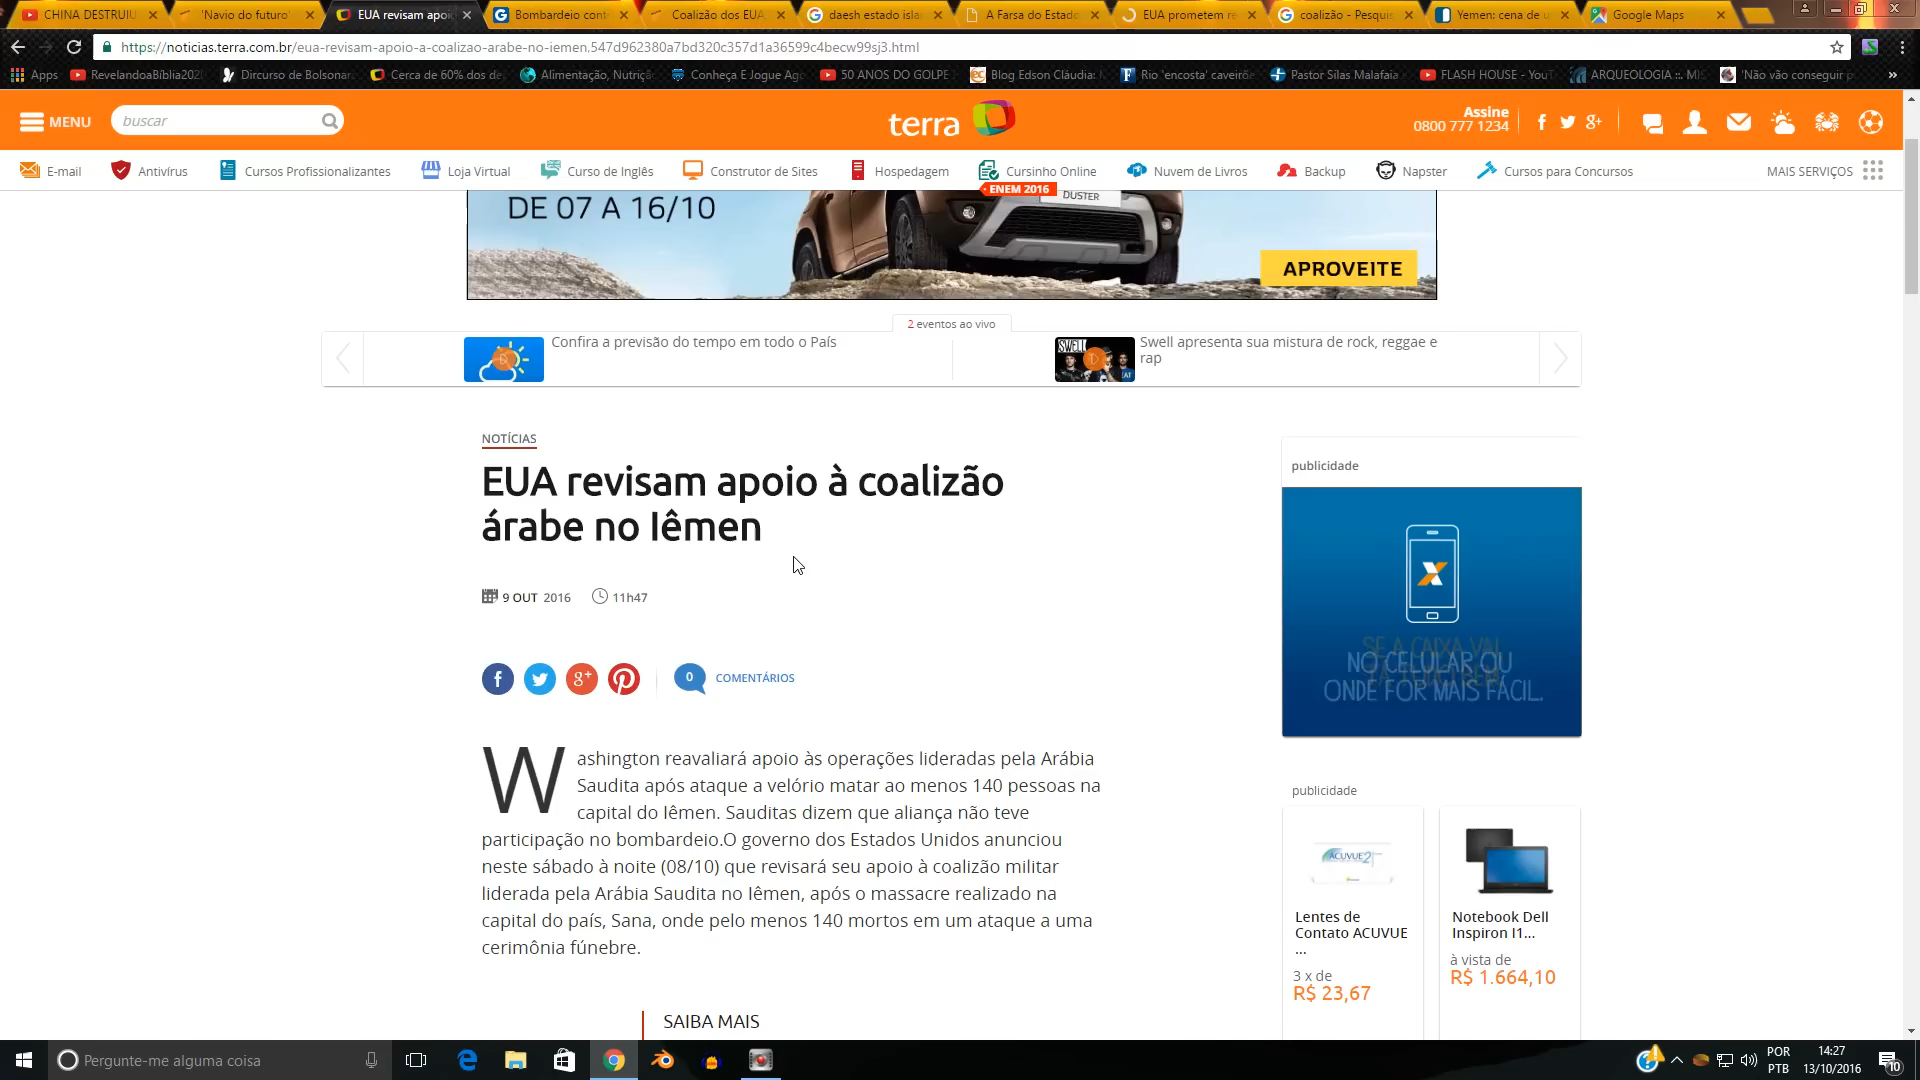 CHINA DESTRUIU
'Navio do futuro'
EUA revisam apoio
Bombardeio cont
Coalizão dos EUA
daesh estado isla
A Farsa do Estado
EUA prometem re
coalizão - Pesquis
Yemen: cena de u
Google Maps
https://noticias.terra.com.br/eua-revisam-apoio-a-coalizao-arabe-no-iemen,547d962380a7bd320c357d1a36599c4becw99sj3.html
Apps
RevelandoaBíblia202
Dircurso de Bolsonar
Cerca de 60% dos de
Alimentação, Nutriçã
Conheça E Jogue Ag
50 ANOS DO GOLPE
Blog Edson Cláudia:
Rio 'encosta' caveirõe
Pastor Silas Malafaia
FLASH HOUSE - YouT
ARQUEOLOGIA ::. MI
'Não vão conseguir p
MENU
buscar
terra
Assine
0800 777 1234
E-mail
Antivírus
Cursos Profissionalizantes
Loja Virtual
Curso de Inglês
Construtor de Sites
Hospedagem
Cursinho Online
ENEM 2016
Nuvem de Livros
Backup
Napster
Cursos para Concursos
MAIS SERVIÇOS
DE 07 A 16/10
DUSTER
APROVEITE
2 eventos ao vivo
Confira a previsão do tempo em todo o País
SWELL
Swell apresenta sua mistura de rock, reggae e
rap
NOTÍCIAS
EUA revisam apoio à coalizão
árabe no Iêmen
9 OUT 2016
11h47
0
COMENTÁRIOS
Washington reavaliará apoio às operações lideradas pela Arábia
Saudita após ataque a velório matar ao menos 140 pessoas na
capital do Iêmen. Sauditas dizem que aliança não teve
participação no bombardeio.O governo dos Estados Unidos anunciou
neste sábado à noite (08/10) que revisará seu apoio à coalizão militar
liderada pela Arábia Saudita no Iêmen, após o massacre realizado na
capital do país, Sana, onde pelo menos 140 mortos em um ataque a uma
cerimônia fúnebre.
SAIBA MAIS
publicidade
SE A CAIXA VAI
NO CELULAR OU
ONDE FOR MAIS FÁCIL.
publicidade
ACUVUE 2
Lentes de
Contato ACUVUE
...
3 x de
R$ 23,67
Notebook Dell
Inspiron I1...
à vista de
R$ 1.664,10
Pergunte-me alguma coisa
POR
PTB
14:27
13/10/2016
10